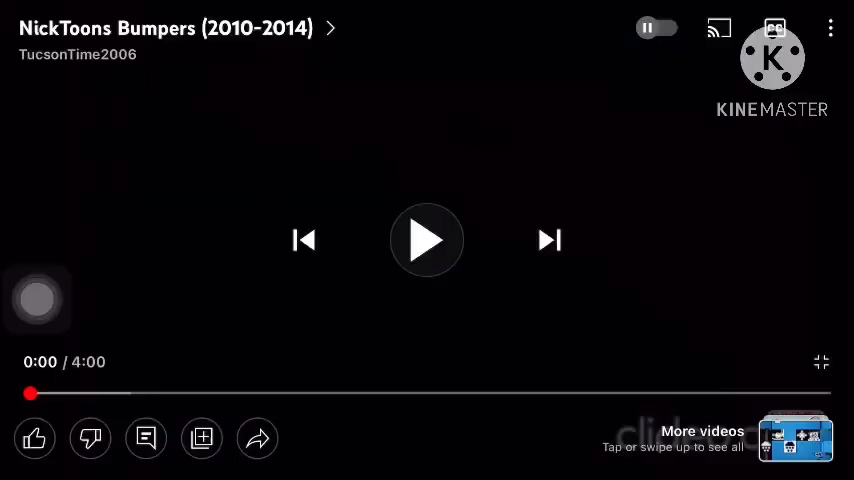 NickToons Bumpers (2010-2014)
TucsonTime2006
CC
K
KINEMASTER
0:00 / 4:00
More videos
Tap or swipe up to see all